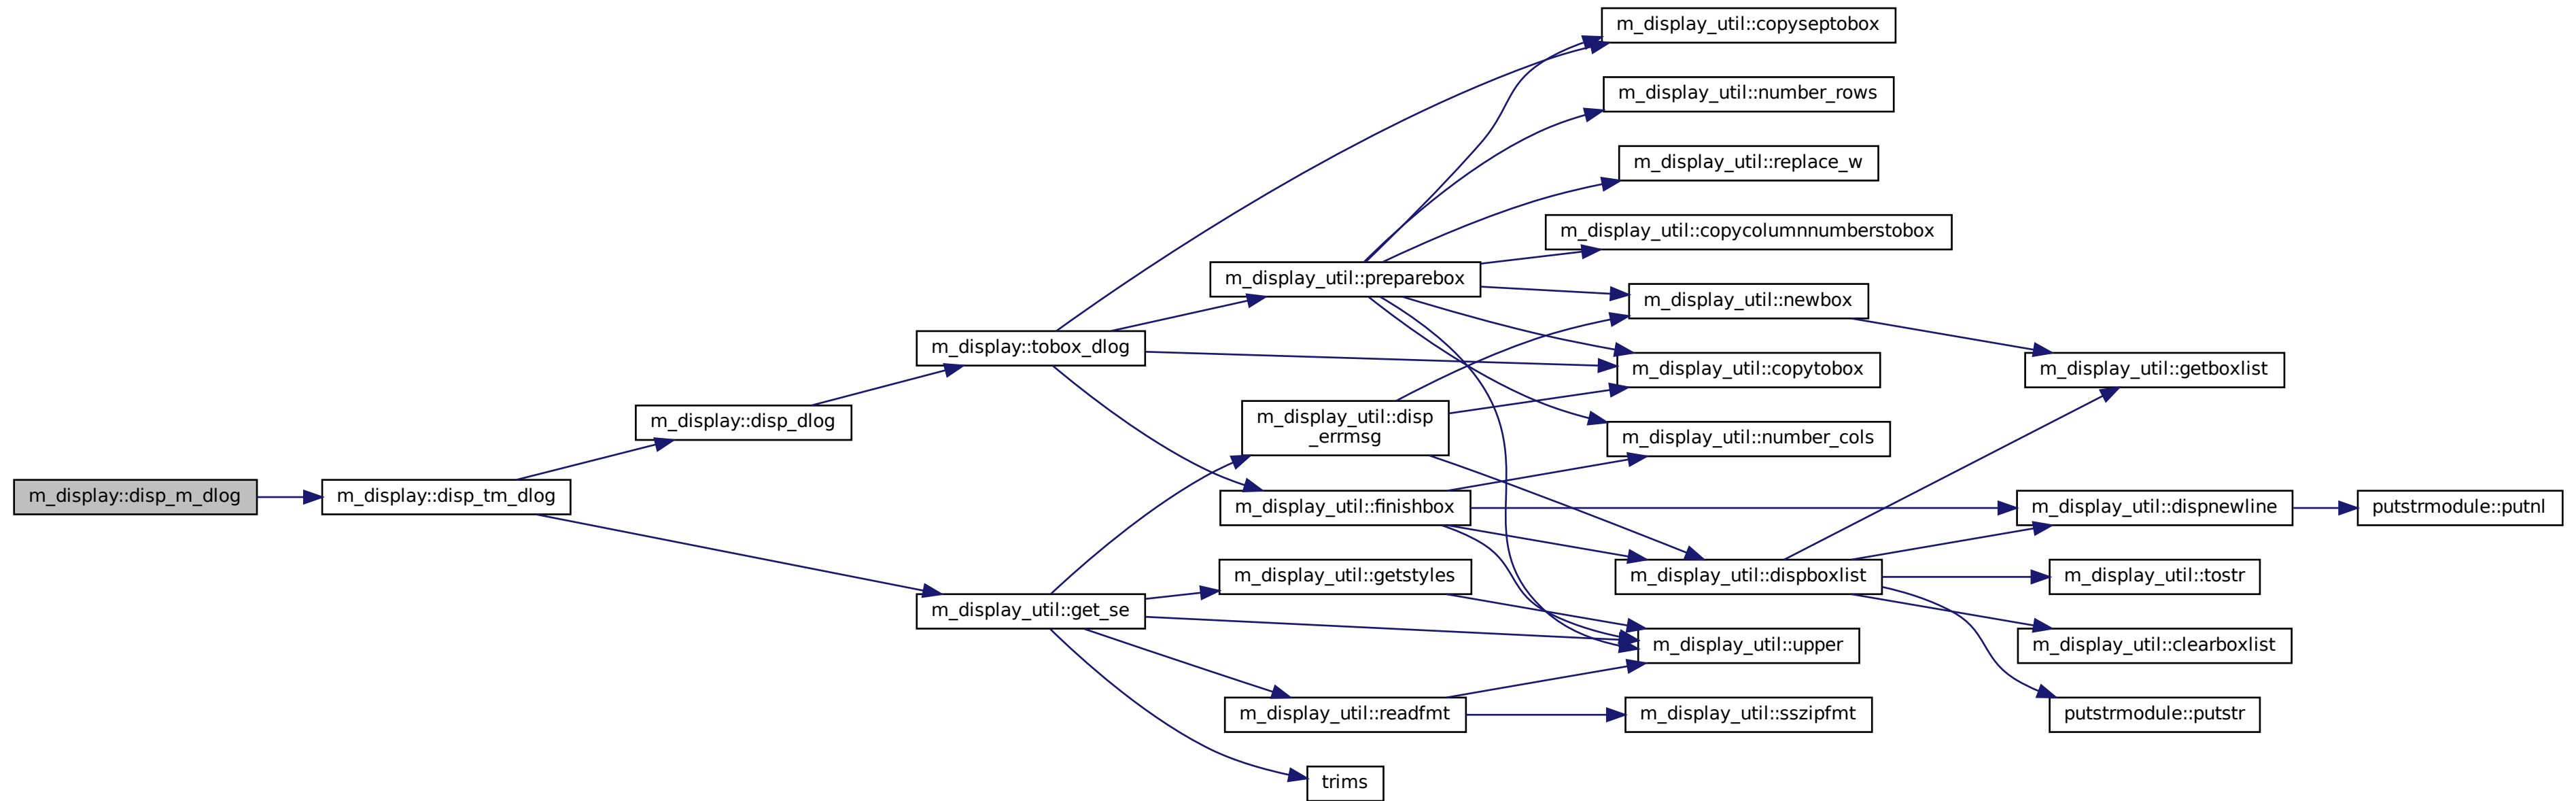 m_display_util::copyseptobox
m_display_util::number_rows
m_display_util::replace_w
m_display_util::copycolumnnumberstobox
m_display_util::preparebox
m_display_util::newbox
m_display::tobox_dlog
m_display_util::copytobox
m_display_util::getboxlist
m_display::disp_dlog
m_display_util::disp
_errmsg
m_display_util::number_cols
m_display::disp_m_dlog
m_display::disp_tm_dlog
m_display_util::finishbox
m_display_util::dispnewline
putstrmodule::putnl
m_display_util::getstyles
m_display_util::dispboxlist
m_display_util::tostr
m_display_util::get_se
m_display_util::upper
m_display_util::clearboxlist
m_display_util::readfmt
m_display_util::sszipfmt
putstrmodule::putstr
trims